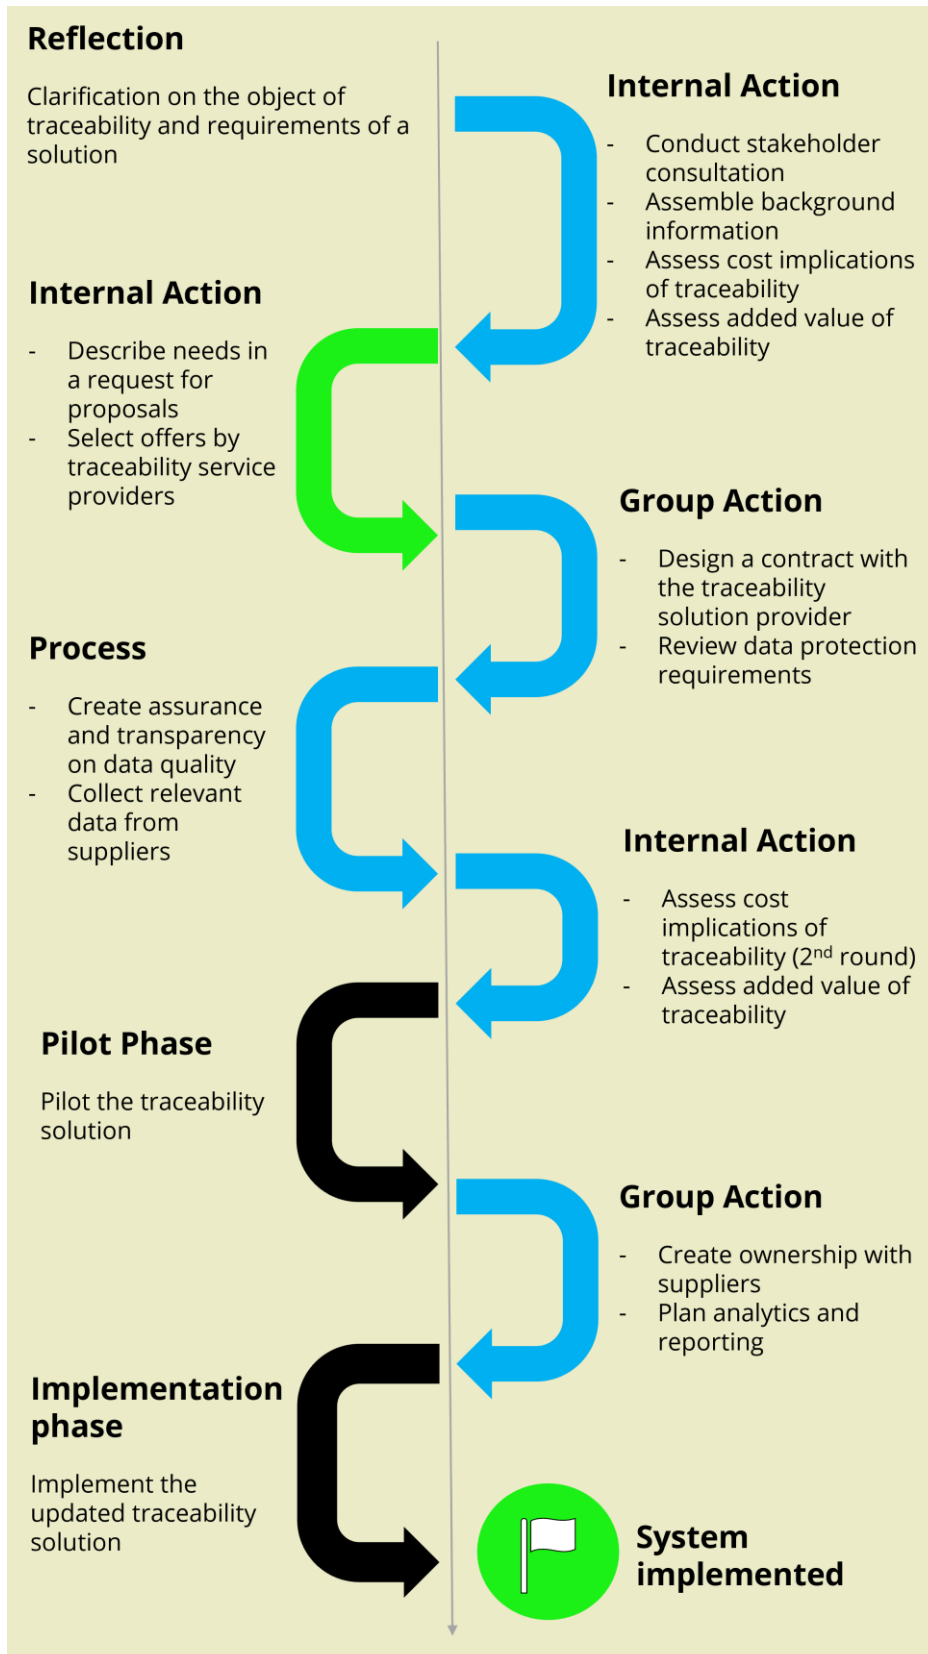 Reflection
Clarification on the object of
traceability and requirements of a
solution
Internal Action
- Conduct stakeholder
consultation
- Assemble background
information
- Assess cost implications
of traceability
- Assess added value of
traceability
Internal Action
- Describe needs in
a request for
proposals
- Select offers by
traceability service
providers
Group Action
- Design a contract with
the traceability
solution provider
- Review data protection
requirements
Process
- Create assurance
and transparency
on data quality
- Collect relevant
data from
suppliers
Internal Action
- Assess cost
implications of
traceability (2nd round)
- Assess added value of
traceability
Pilot Phase
Pilot the traceability
solution
Group Action
- Create ownership with
suppliers
- Plan analytics and
reporting
Implementation
phase
Implement the
updated traceability
solution
System
implemented